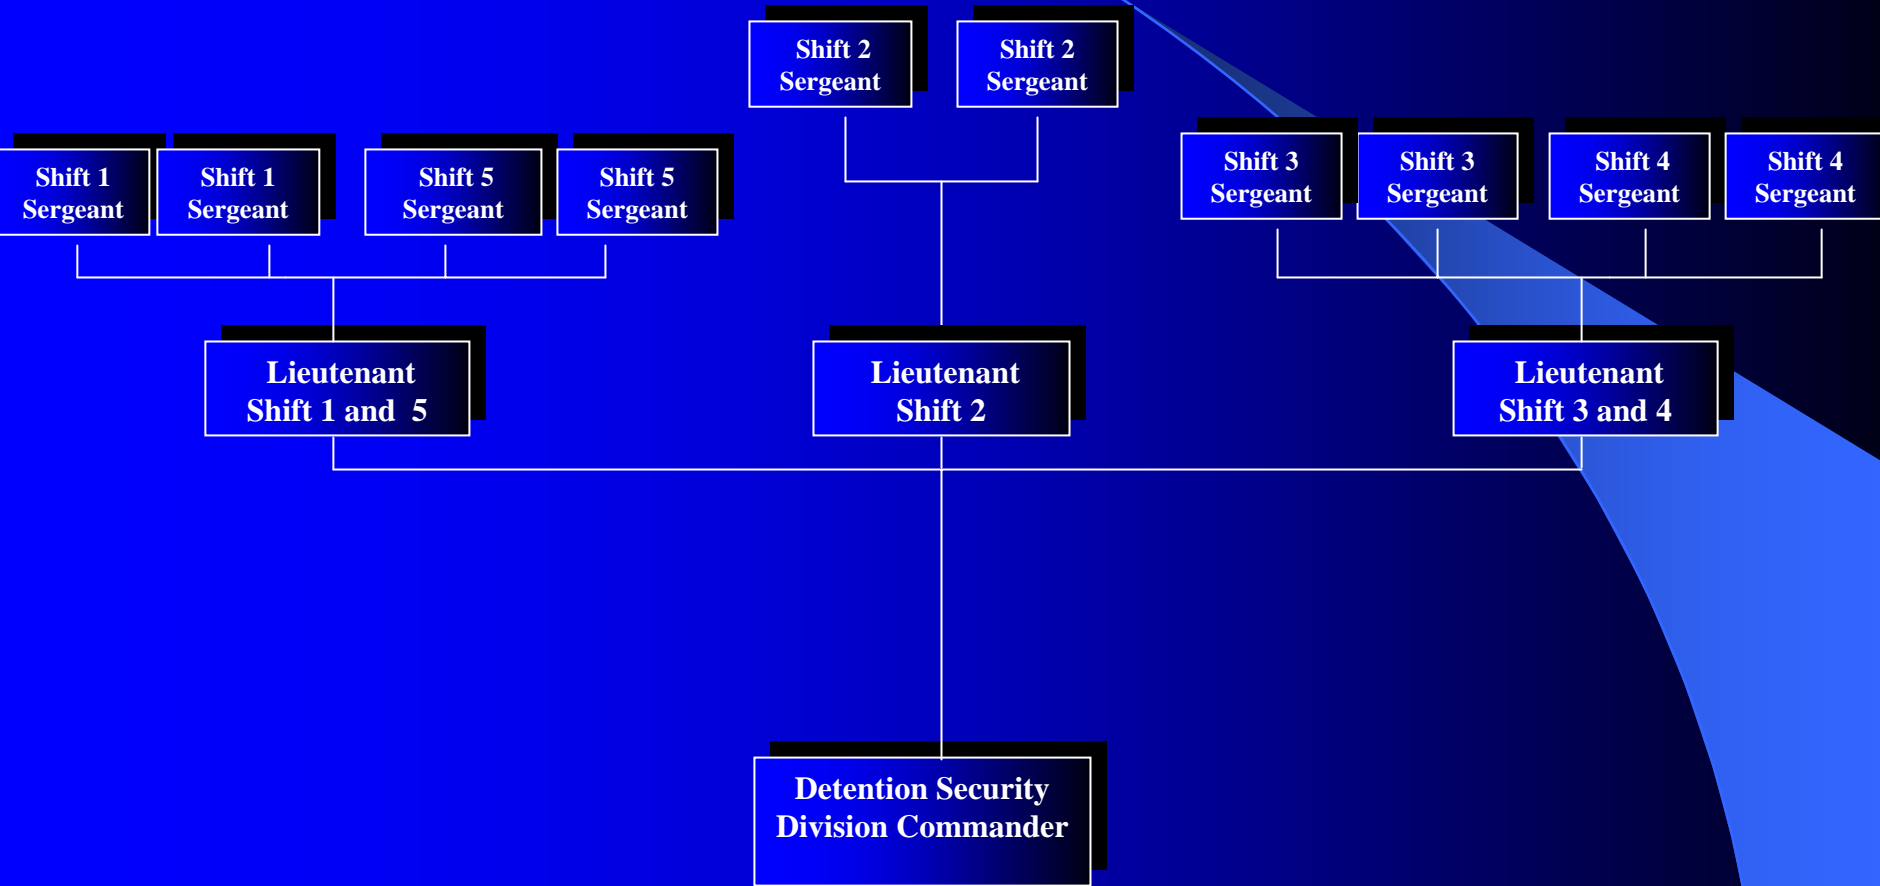 Shift 2
Sergeant
Shift 2
Sergeant
Shift 1
Sergeant
Shift 1
Sergeant
Shift 5
Sergeant
Shift 5
Sergeant
Shift 3
Sergeant
Shift 3
Sergeant
Shift 4
Sergeant
Shift 4
Sergeant
Lieutenant
Shift 1 and  5
Lieutenant
Shift 2
Lieutenant
Shift 3 and 4
Detention Security
Division Commander